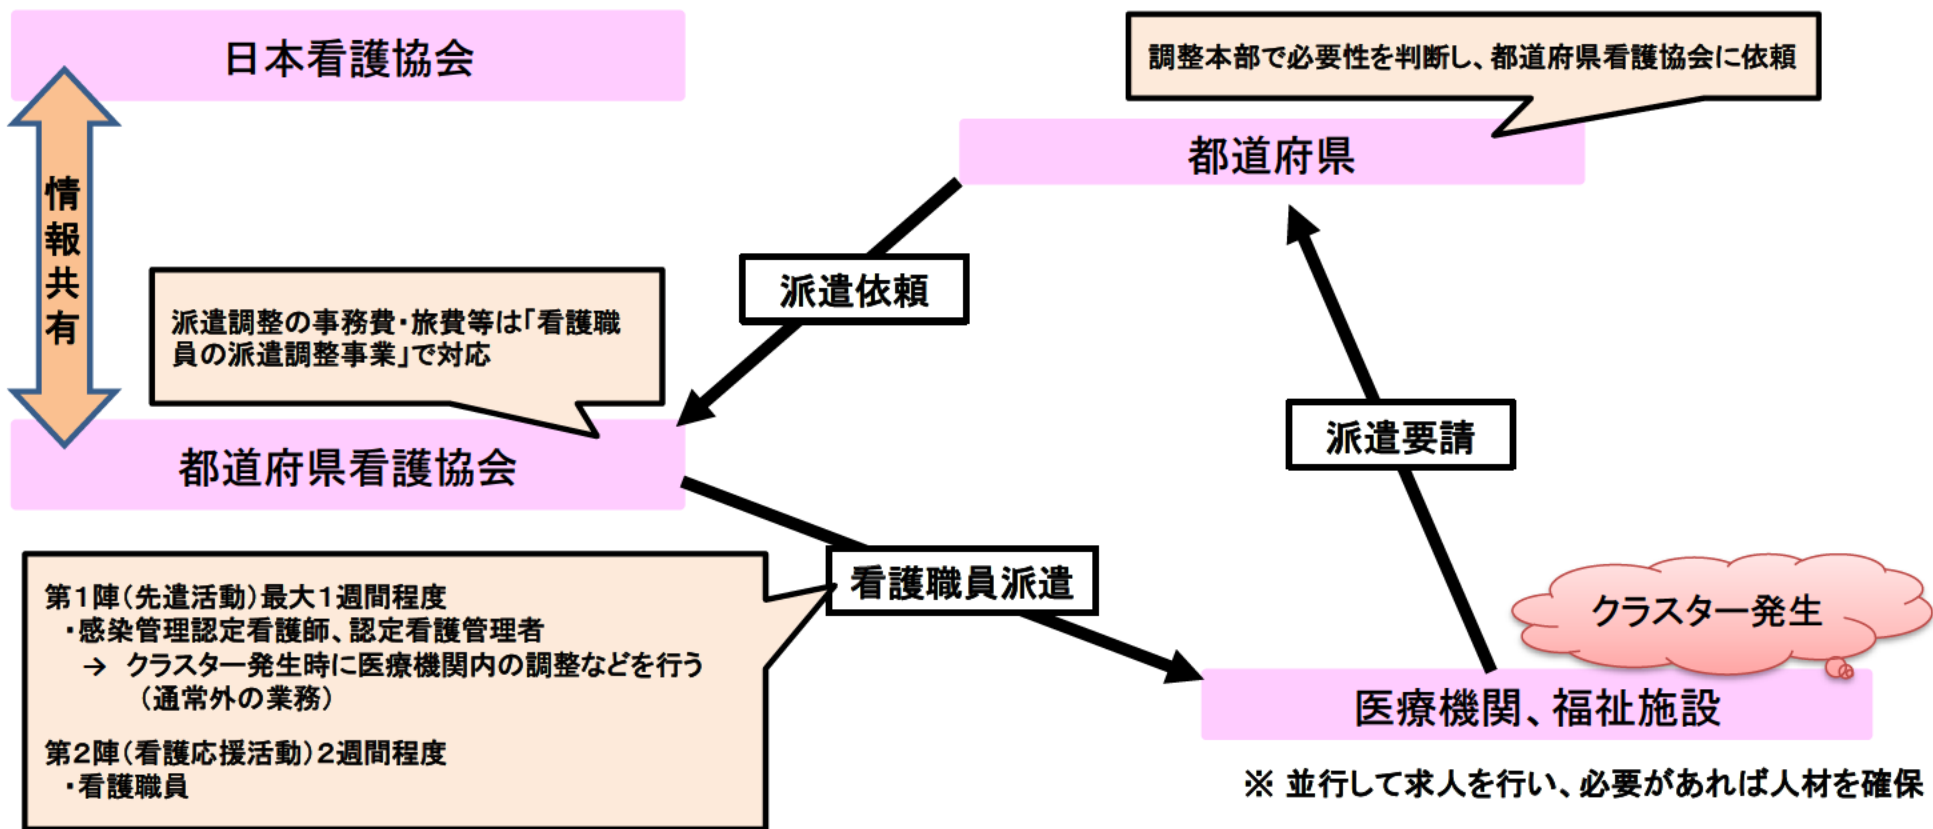 日本看護協会
調整本部で必要性を判断し、都道府県看護協会に依頼
都道府県
情報共有
派遣依頼
派遣調整の事務費・旅費等は「看護職
員の派遣調整事業」で対応
派遣要請
都道府県看護協会
看護職員派遣
第1陣（先遣活動）最大1週間程度
・感染管理認定看護師、認定看護管理者
→ クラスター発生時に医療機関内の調整などを行う
（通常外の業務）
第2陣（看護応援活動）2週間程度
・看護職員
クラスター発生
医療機関、福祉施設
※ 並行して求人を行い、必要があれば人材を確保